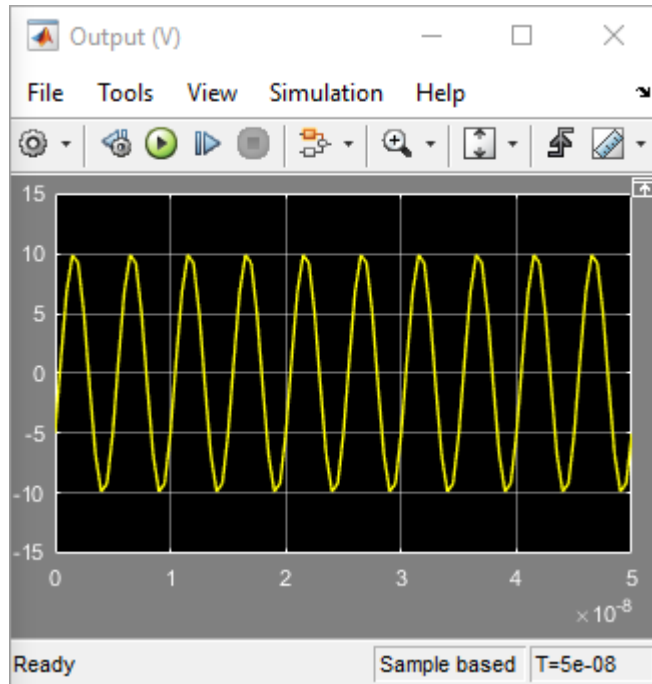 Output (V)
File Tools View Simulation Help
15
10
5
0
-5
-10
-15
0 1 2 3 4 5
×10-8
Ready Sample based T=5e-08